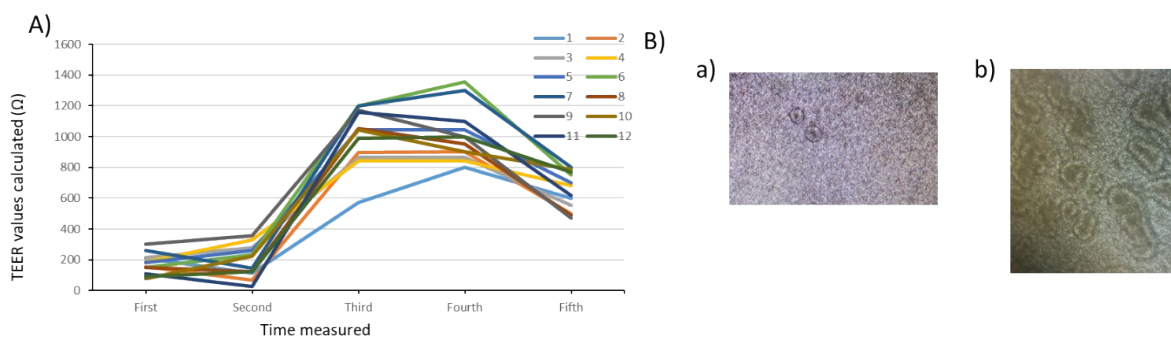 A)
TEER values calculated (Ω)
1600
1400
1200
1000
800
600
400
200
0
First Second Third Fourth Fifth
Time measured
1 2
3 4
5 6
7 8
9 10
11 12
B)
a)
b)